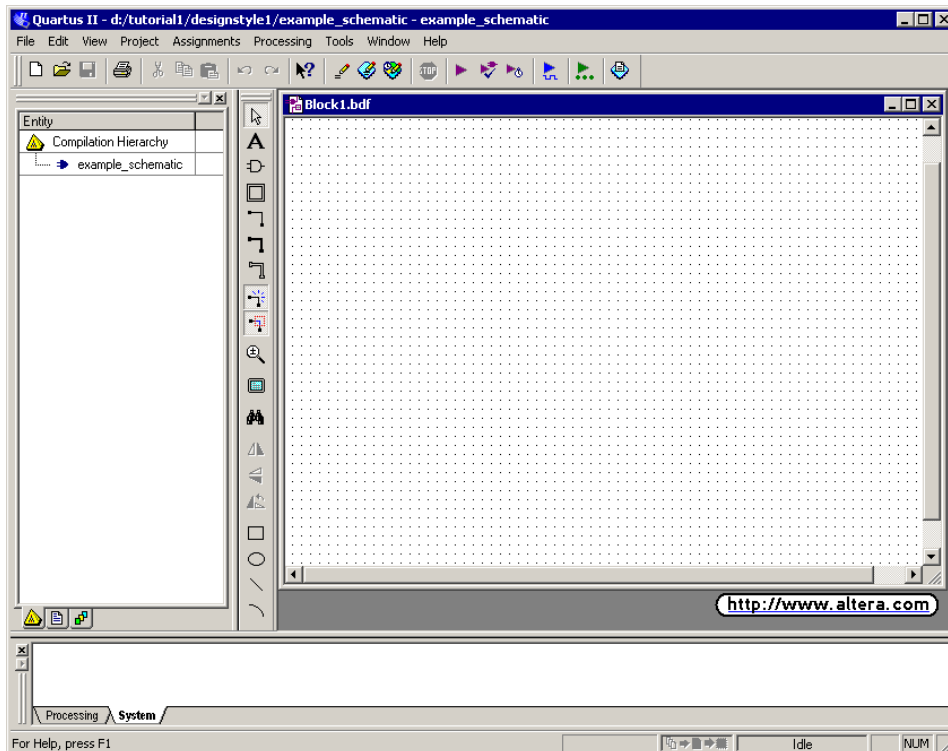 Quartus II - d:/tutorial1/designstyle1/example_schematic - example_schematic
File Edit View Project Assignments Processing Tools Window Help
STOP
Block1.bdf
Entity
Compilation Hierarchy
example_schematic
A
http://www.altera.com
Processing System
For Help, press F1
Idle
NUM